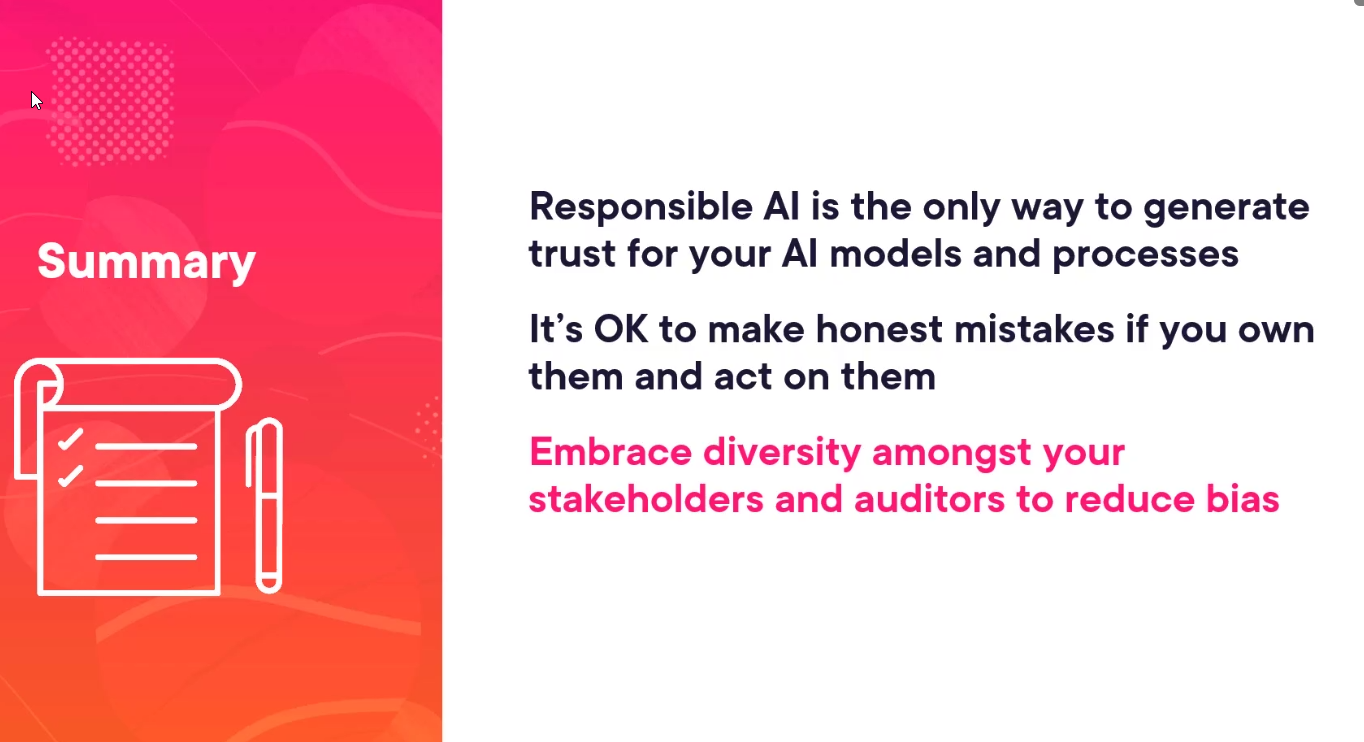 Summary
Responsible AI is the only way to generate
trust for your AI models and processes
It’s OK to make honest mistakes if you own
them and act on them
Embrace diversity amongst your
stakeholders and auditors to reduce bias